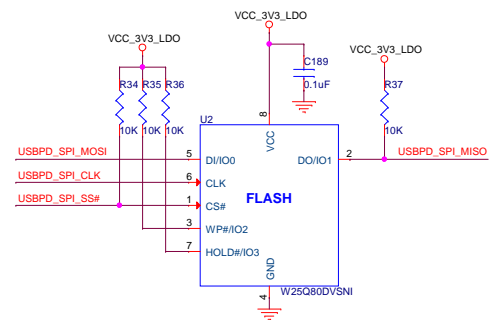 VCC_3V3_LDO
VCC_3V3_LDO
VCC_3V3_LDO
C189
0.1uF
R34
R35
R36
R37
10K
10K
10K
10K
U2
8
VCC
USBPD_SPI_MOSI
5
DI/IO0
DO/IO1
2
USBPD_SPI_MISO
USBPD_SPI_CLK
6
CLK
FLASH
USBPD_SPI_SS#
1
CS#
3
WP#/IO2
7
HOLD#/IO3
GND
4
W25Q80DVSNI